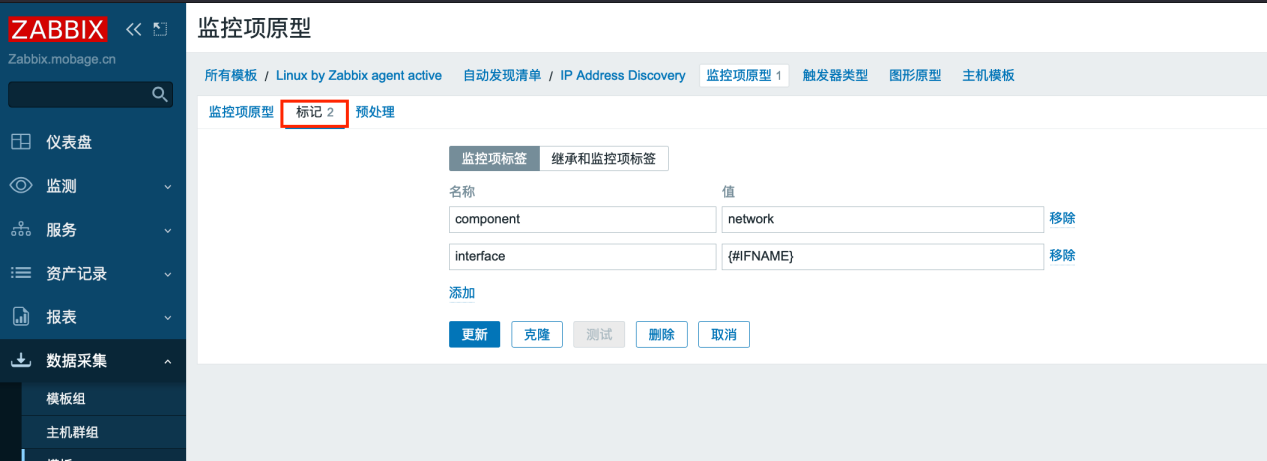 ZABBIX
Zabbix.mobage.cn
仪表盘
监测
服务
资产记录
报表
数据采集
模板组
主机群组
监控项原型
所有模板 / Linux by Zabbix agent active 自动发现清单 / IP Address Discovery 监控项原型 1 触发器类型 图形原型 主机模板
监控项原型 标记 2 预处理
监控项标签 继承和监控项标签
名称 值
component network 移除
interface {#IFNAME} 移除
添加
更新 克隆 测试 删除 取消